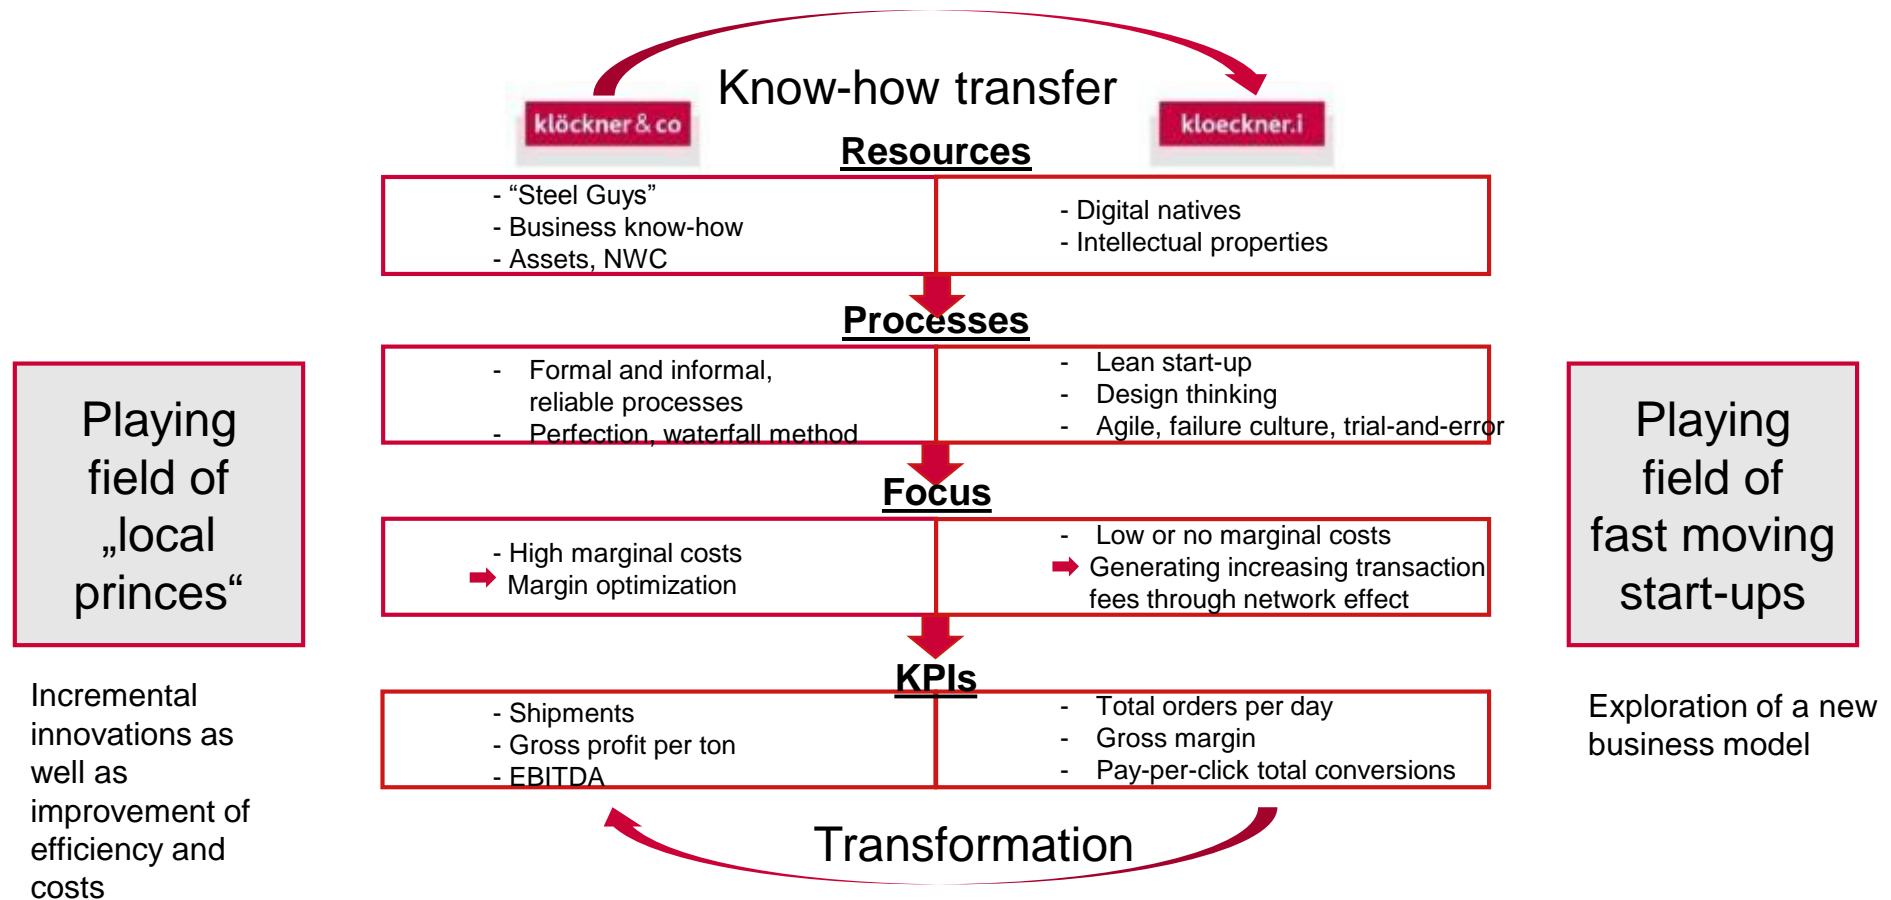 Know-how transfer
klöckner & co
kloeckner.i
Resources
- “Steel Guys”
- Business know-how
- Assets, NWC
- Digital natives
- Intellectual properties
Processes
- Formal and informal,
reliable processes
- Perfection, waterfall method
- Lean start-up
- Design thinking
- Agile, failure culture, trial-and-error
Focus
- High marginal costs
Margin optimization
- Low or no marginal costs
Generating increasing transaction
fees through network effect
KPIs
- Shipments
- Gross profit per ton
- EBITDA
- Total orders per day
- Gross margin
- Pay-per-click total conversions
Transformation
Playing
field of
„local
princes“
Incremental
innovations as
well as
improvement of
efficiency and
costs
Playing
field of
fast moving
start-ups
Exploration of a new
business model